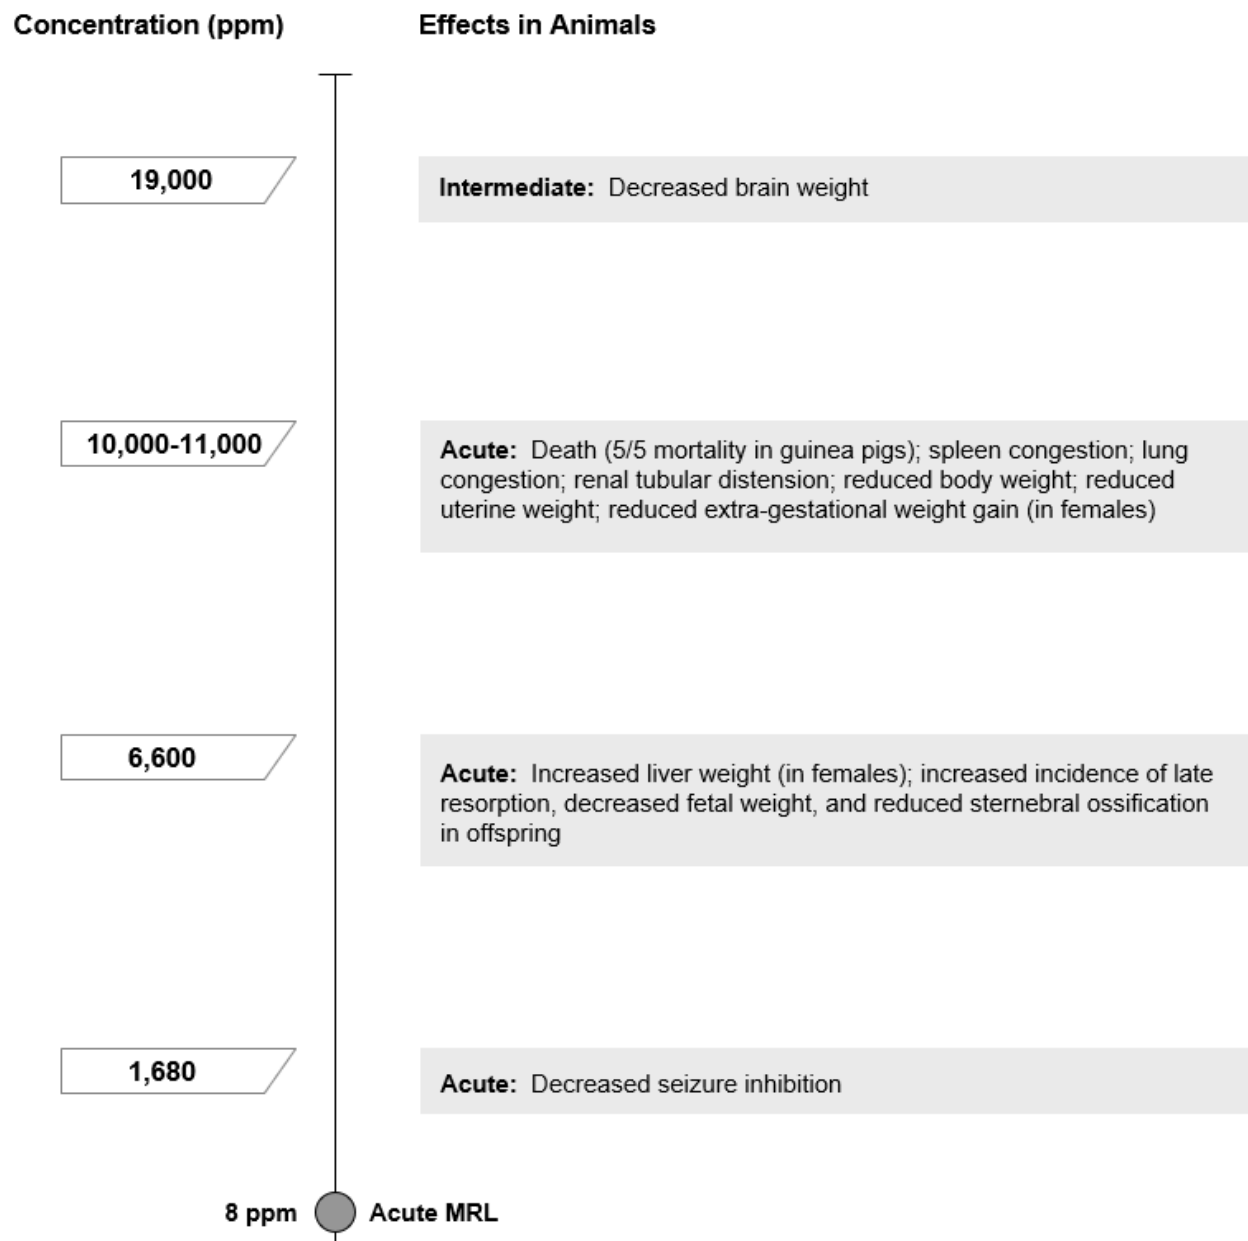 Concentration (ppm) Effects in Animals
19,000
Intermediate: Decreased brain weight
10,000-11,000
Acute: Death (5/5 mortality in guinea pigs); spleen congestion; lung
congestion; renal tubular distension; reduced body weight; reduced
uterine weight; reduced extra-gestational weight gain (in females)
6,600
Acute: Increased liver weight (in females); increased incidence of late
resorption, decreased fetal weight, and reduced sternebral ossification
in offspring
1,680
Acute: Decreased seizure inhibition
8 ppm Acute MRL